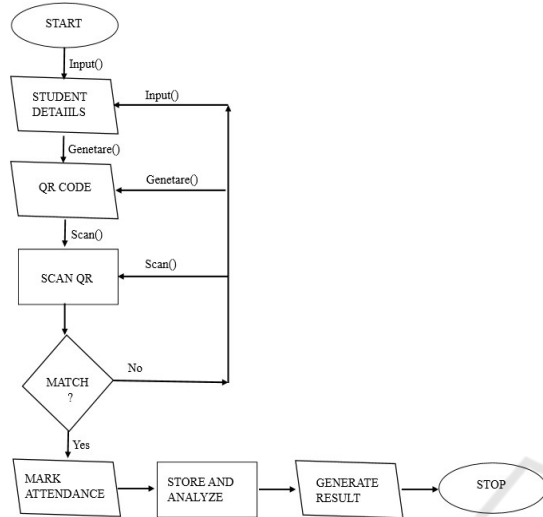 START
Input()
STUDENT
DETAIILS
Input()
Genetare()
QR CODE
Genetare()
Scan()
SCAN QR
Scan()
MATCH
?
No
Yes
MARK
ATTENDANCE
STORE AND
ANALYZE
GENERATE
RESULT
STOP